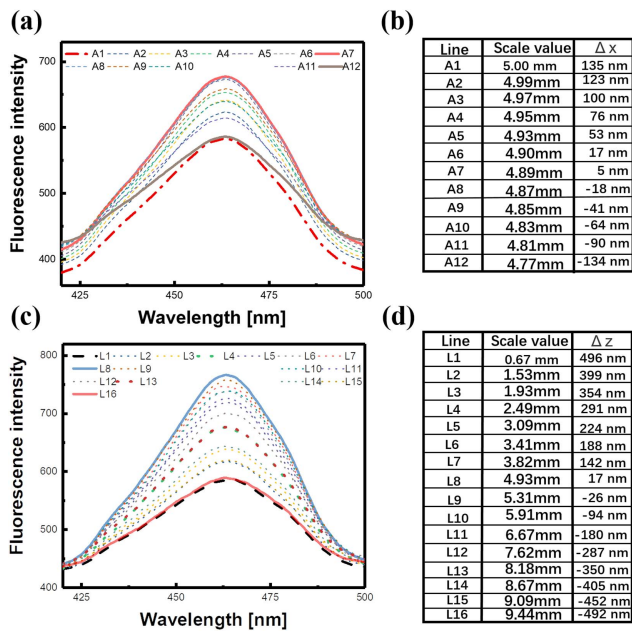 (a)
A1 A2 A3 A4 A5 A6 A7
A8 A9 A10 A11 A12
700
600
500
400
425 450 475 500
Fluorescence intensity
Wavelength [nm]
(b)
Line Scale value Δ x
A1 5.00 mm 135 nm
A2 4.99mm 123 nm
A3 4.97mm 100 nm
A4 4.95mm 76 nm
A5 4.93mm 53 nm
A6 4.90mm 17 nm
A7 4.89mm 5 nm
A8 4.87mm -18 nm
A9 4.85mm -41 nm
A10 4.83mm -64 nm
A11 4.81mm -90 nm
A12 4.77mm -134 nm
(c)
L1 L2 L3 L4 L5 L6 L7
L8 L9 L10 L11
L12 L13 L14 L15
L16
800
700
600
500
400
425 450 475 500
Fluorescence intensity
Wavelength [nm]
(d)
Line Scale value Δ z
L1 0.67 mm 496 nm
L2 1.53mm 399 nm
L3 1.93mm 354 nm
L4 2.49mm 291 nm
L5 3.09mm 224 nm
L6 3.41mm 188 nm
L7 3.82mm 142 nm
L8 4.93mm 17 nm
L9 5.31mm -26 nm
L10 5.91mm -94 nm
L11 6.67mm -180 nm
L12 7.62mm -287 nm
L13 8.18mm -350 nm
L14 8.67mm -405 nm
L15 9.09mm -452 nm
L16 9.44mm -492 nm